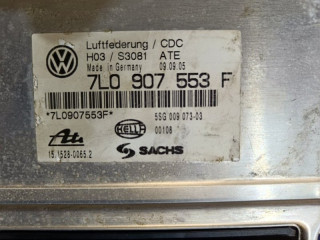 Luftfederung / CDC
H03 / S3081 ATE
Made in Germany 09.09.05
7L0 907 553 F
*7L0907553F*
5SG 009 073-03
Ate HELLA 00108
15.1528-0065.2 SACHS